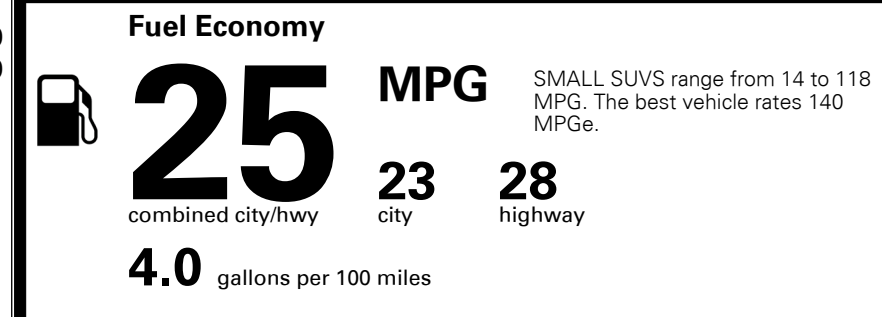 Fuel Economy
25
MPG
SMALL SUVS range from 14 to 118
MPG. The best vehicle rates 140
MPGe.
23
28
combined city/hwy
city
highway
4.0 gallons per 100 miles